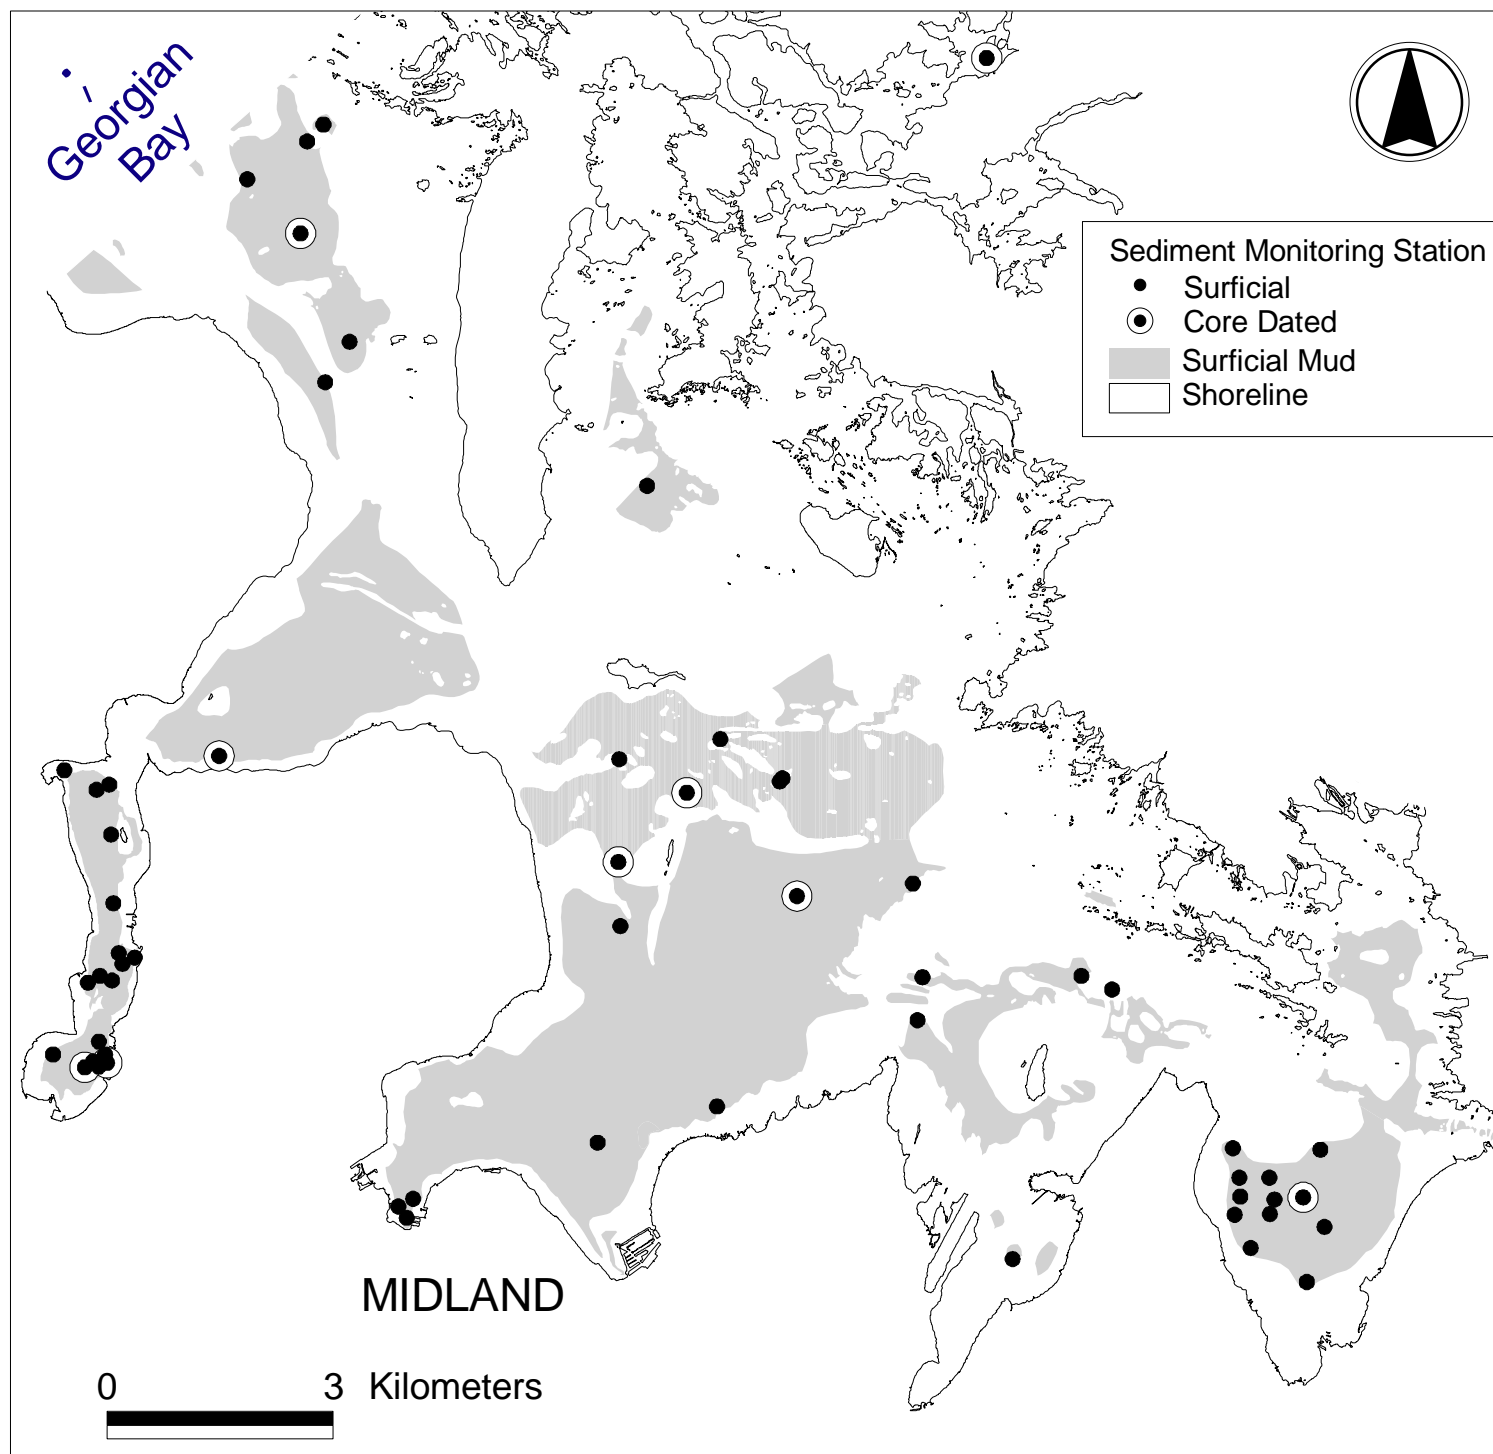 Georgian
Bay
Sediment Monitoring Station
Surficial
Core Dated
Surficial Mud
Shoreline
MIDLAND
0 3 Kilometers